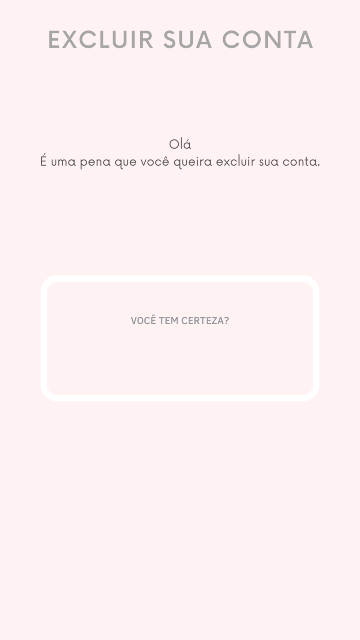 EXCLUIR SUA CONTA
Olá
É uma pena que você queira excluir sua conta.
VOCÊ TEM CERTEZA?